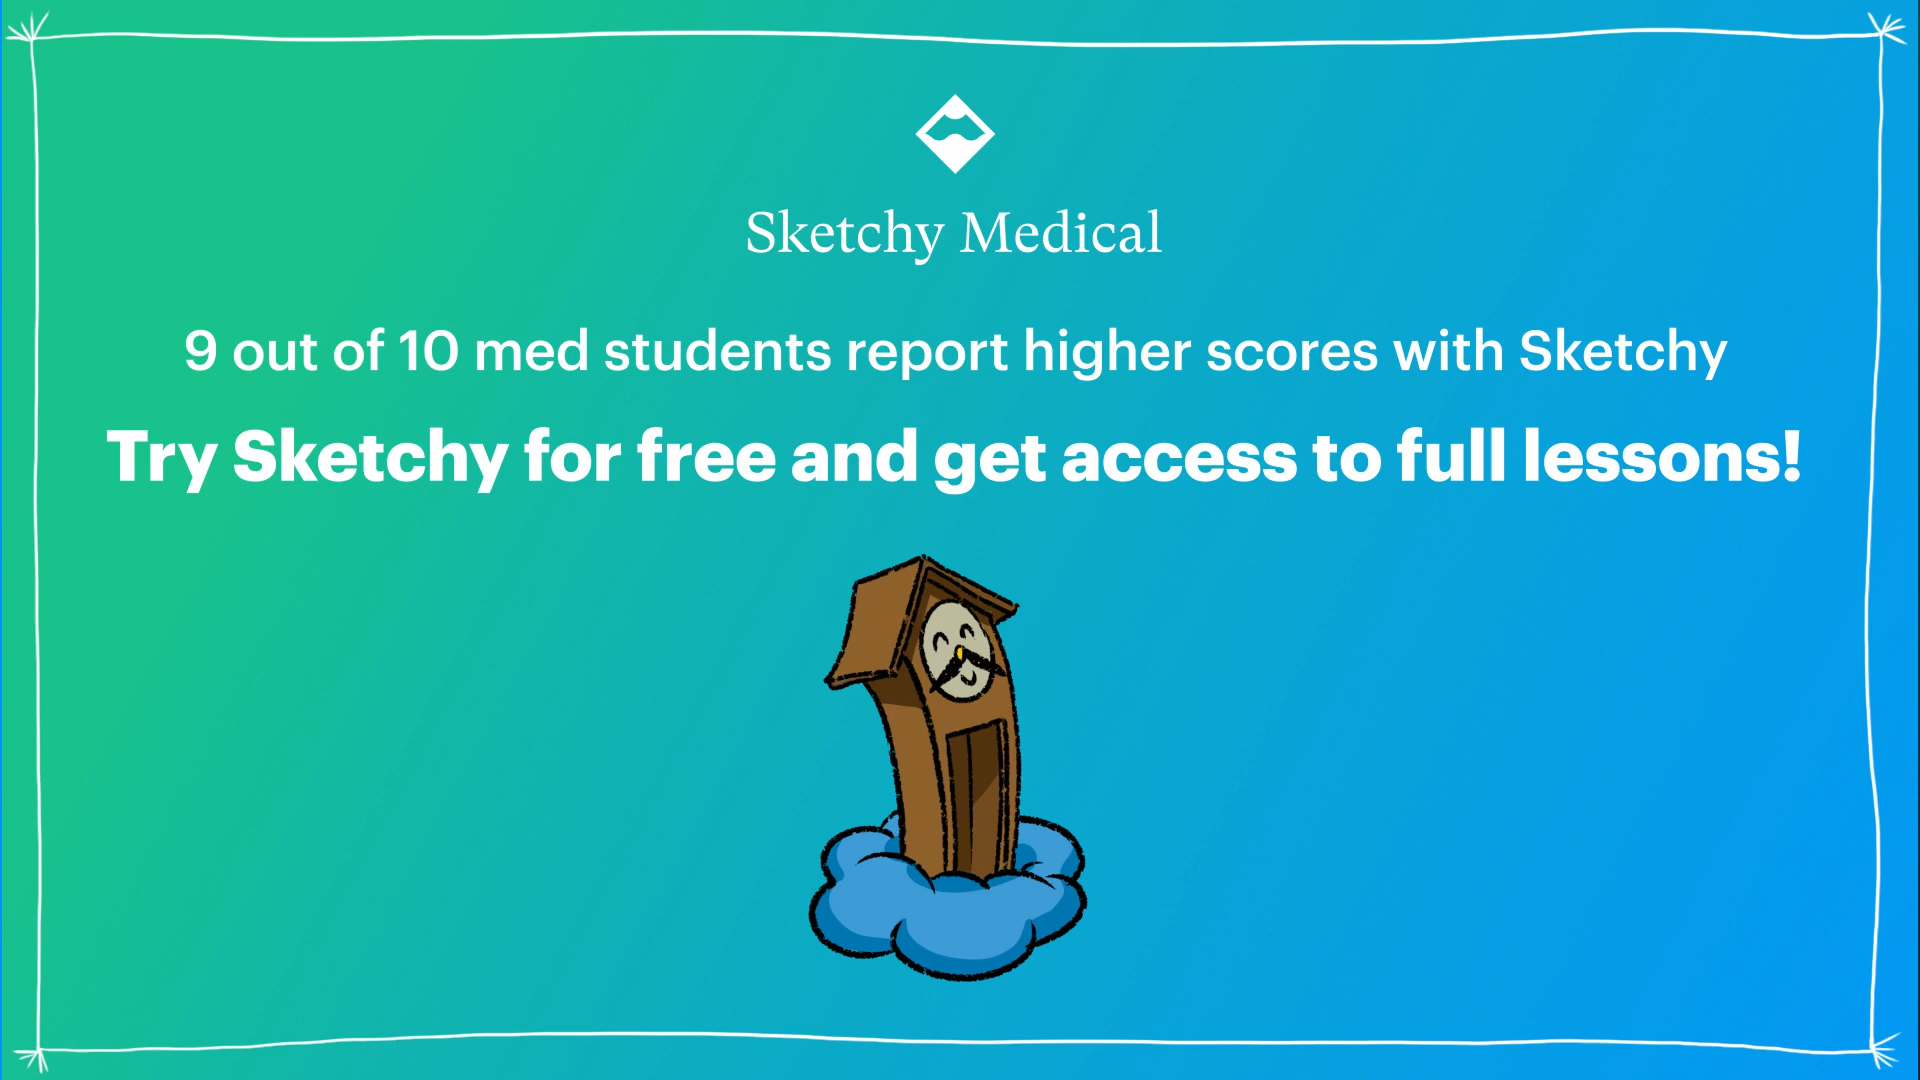 Sketchy Medical
9 out of 10 med students report higher scores with Sketchy
Try Sketchy for free and get access to full lessons!